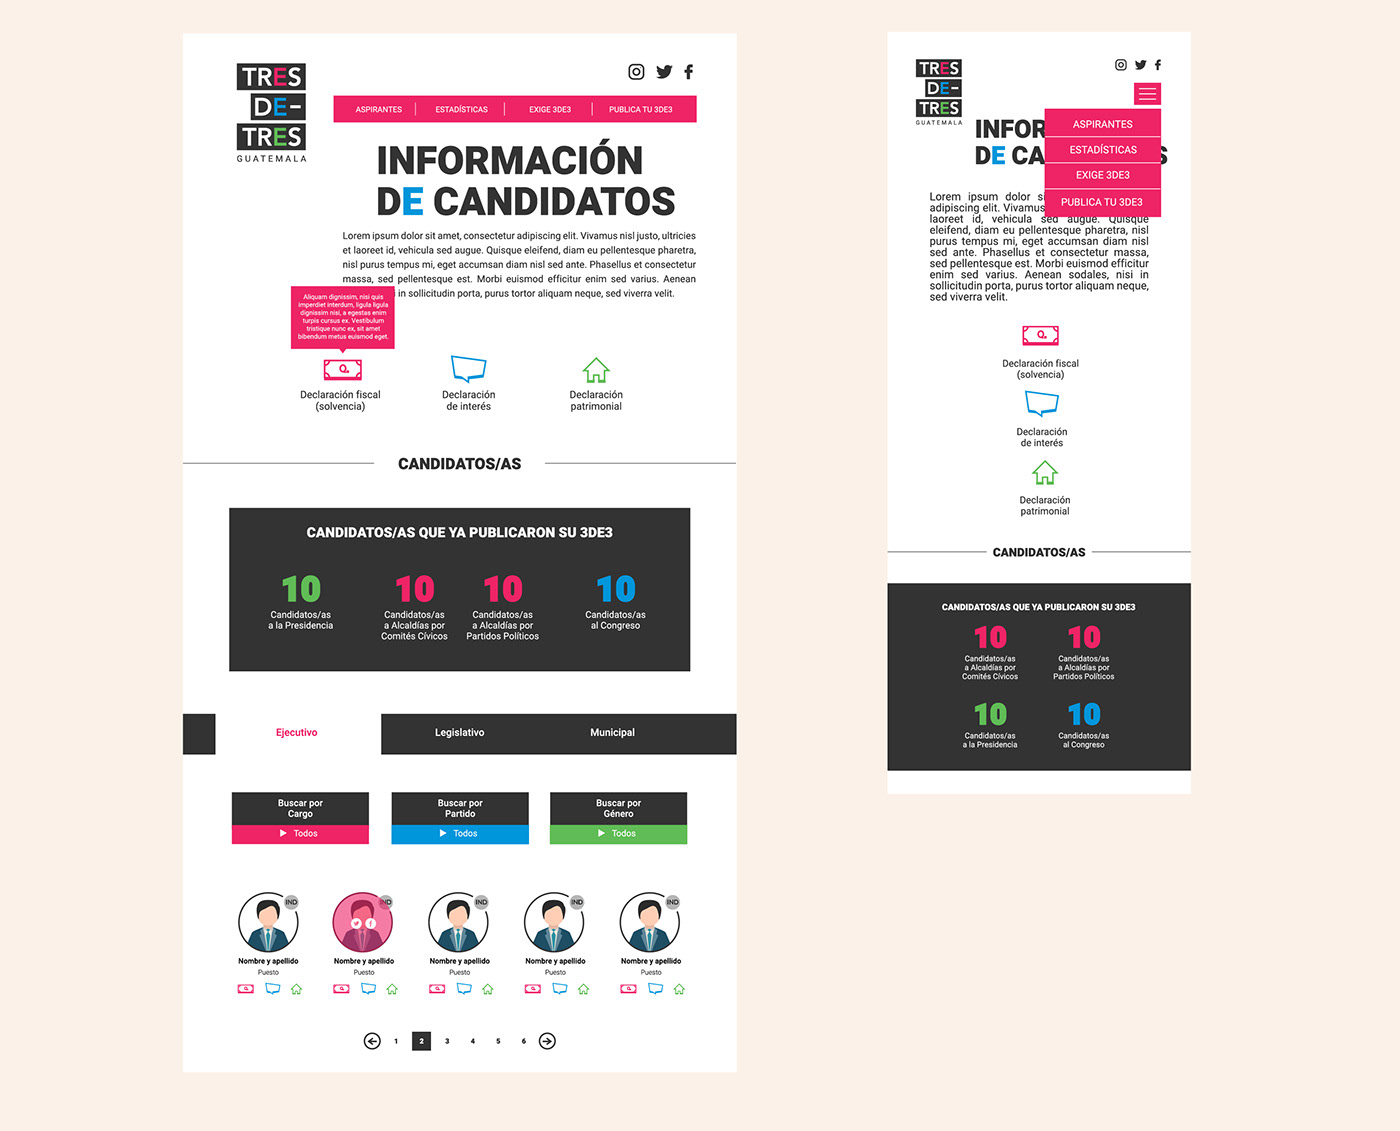 TRES
DE-
TRES
GUATEMALA
ASPIRANTES
ESTADÍSTICAS
EXIGE 3DE3
PUBLICA TU 3DE3
INFORMACIÓN
DE CANDIDATOS
Lorem ipsum dolor sit amet, consectetur adipiscing elit. Vivamus nisl justo, ultricies
et laoreet id, vehicula sed augue. Quisque eleifend, diam eu pellentesque pharetra,
nisl purus tempus mi, eget accumsan diam nisl sed ante. Phasellus et consectetur
massa, sed pellentesque est. Morbi euismod efficitur enim sed varius. Aenean
in sollicitudin porta, purus tortor aliquam neque, sed viverra velit.
Aliquam dignissim, nisi quis
imperdiet interdum, ligula ligula
dignissim nisi, a egestas enim
turpis cursus ex. Vestibulum
tristique nunc ex, sit amet
bibendum metus euismod eget.
Q.
Declaración fiscal
(solvencia)
Declaración
de interés
Declaración
patrimonial
CANDIDATOS/AS
CANDIDATOS/AS QUE YA PUBLICARON SU 3DE3
10
Candidatos/as
a la Presidencia
10
Candidatos/as
a Alcaldías por
Comités Cívicos
10
Candidatos/as
a Alcaldías por
Partidos Políticos
10
Candidatos/as
al Congreso
Ejecutivo
Legislativo
Municipal
Buscar por
Cargo
Todos
Buscar por
Partido
Todos
Buscar por
Género
Todos
IND
Nombre y apellido
Puesto
IND
Nombre y apellido
Puesto
IND
Nombre y apellido
Puesto
IND
Nombre y apellido
Puesto
IND
Nombre y apellido
Puesto
1 2 3 4 5 6
TRES
DE-
TRES
GUATEMALA
ASPIRANTES
ESTADÍSTICAS
EXIGE 3DE3
PUBLICA TU 3DE3
INFOR
DE CA S
Lorem ipsum dolor
adipiscing elit. Vivamus
laoreet id, vehicula sed augue. Quisque
eleifend, diam eu pellentesque pharetra, nisl
purus tempus mi, eget accumsan diam nisl
sed ante. Phasellus et consectetur massa,
sed pellentesque est. Morbi euismod efficitur
enim sed varius. Aenean sodales, nisi in
sollicitudin porta, purus tortor aliquam neque,
sed viverra velit.
Q.
Declaración fiscal
(solvencia)
Declaración
de interés
Declaración
patrimonial
CANDIDATOS/AS
CANDIDATOS/AS QUE YA PUBLICARON SU 3DE3
10
Candidatos/as
a Alcaldías por
Comités Cívicos
10
Candidatos/as
a Alcaldías por
Partidos Políticos
10
Candidatos/as
a la Presidencia
10
Candidatos/as
al Congreso